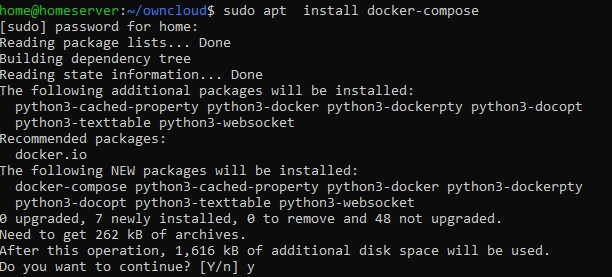 home@homeserver:~/owncloud$ sudo apt  install docker-compose
[sudo] password for home:
Reading package lists... Done
Building dependency tree
Reading state information... Done
The following additional packages will be installed:
  python3-cached-property python3-docker python3-dockerpty python3-docopt
  python3-texttable python3-websocket
Recommended packages:
  docker.io
The following NEW packages will be installed:
  docker-compose python3-cached-property python3-docker python3-dockerpty
  python3-docopt python3-texttable python3-websocket
0 upgraded, 7 newly installed, 0 to remove and 48 not upgraded.
Need to get 262 kB of archives.
After this operation, 1,616 kB of additional disk space will be used.
Do you want to continue? [Y/n] y